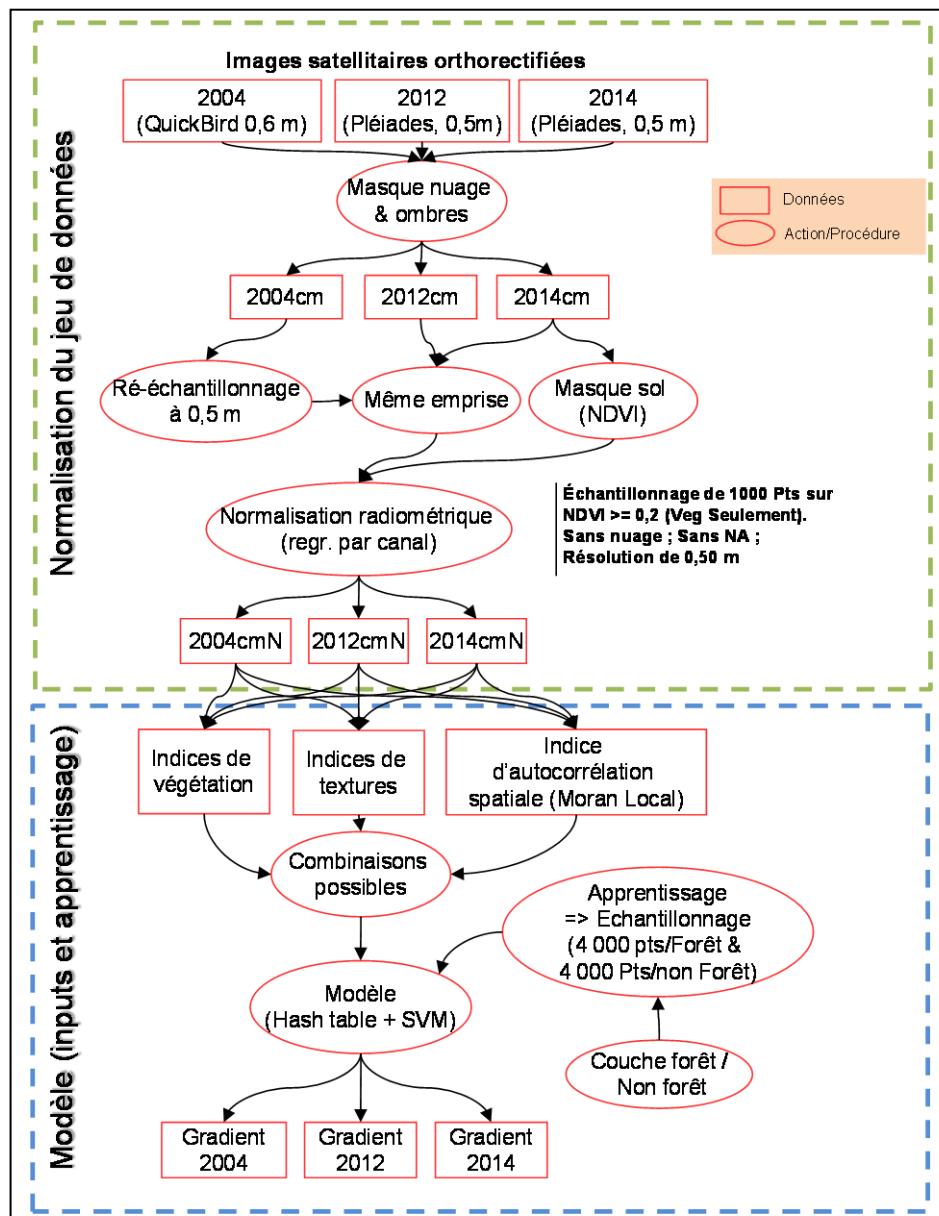 Images satellitaires orthorectifiées
2004
(QuickBird 0,6 m)
2012
(Pléiades, 0,5m)
2014
(Pléiades, 0,5 m)
Masque nuage
& ombres
Données
Action/Procédure
2004cm
2012cm
2014cm
Ré-échantillonnage
à 0,5 m
Même emprise
Masque sol
(NDVI)
Normalisation radiométrique
(regr. par canal)
Échantillonnage de 1000 Pts sur
NDVI >= 0,2 (Veg Seulement).
Sans nuage ; Sans NA ;
Résolution de 0,50 m
2004cmN
2012cmN
2014cmN
Normalisation du jeu de données
Indices de
végétation
Indices de
textures
Indice
d'autocorrélation
spatiale (Moran Local)
Combinaisons
possibles
Apprentissage
=> Echantillonnage
(4 000 pts/Forêt &
4 000 Pts/non Forêt)
Modèle
(Hash table + SVM)
Couche forêt /
Non forêt
Gradient
2004
Gradient
2012
Gradient
2014
Modèle (inputs et apprentissage)